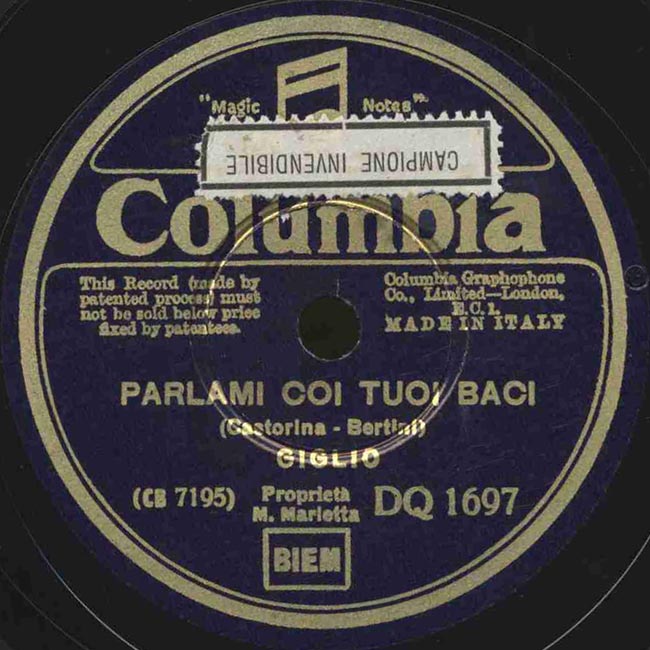 "Magic Notes"
CAMPIONE INVENDIBILE
Columbia
This Record (made by
patented process) must
not be sold below price
fixed by patentees.
Columbia Graphophone
Co., Limited—London,
E.C.1.
MADE IN ITALY
PARLAMI COI TUOI BACI
(Castorina - Bertini)
GIGLIO
(CB 7195)
Proprietà
M. Marletta
DQ 1697
BIEM